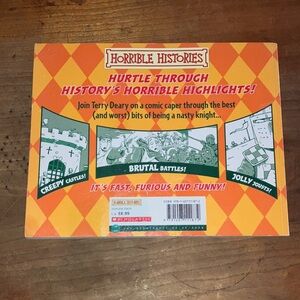 HORRIBLE HISTORIES
HURTLE THROUGH
HISTORY'S HORRIBLE HIGHLIGHTS!
Join Terry Deary on a comic caper through the best
(and worst) bits of being a nasty knight...
CREEPY CASTLES!
BRUTAL BATTLES!
JOLLY JOUSTS!
IT'S FAST, FURIOUS AND FUNNY!
SCHOLASTIC